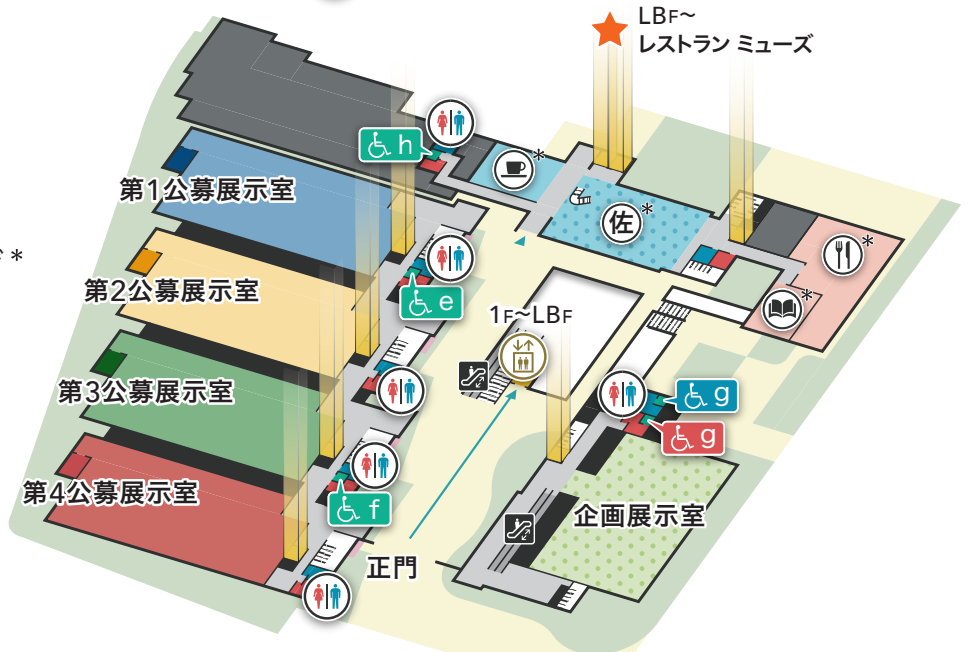 LBF〜
レストラン ミューズ
h
*
第1公募展示室
佐*
*
*
第2公募展示室
e
*
1F〜LBF
第3公募展示室
g
g
第4公募展示室
f
企画展示室
正門